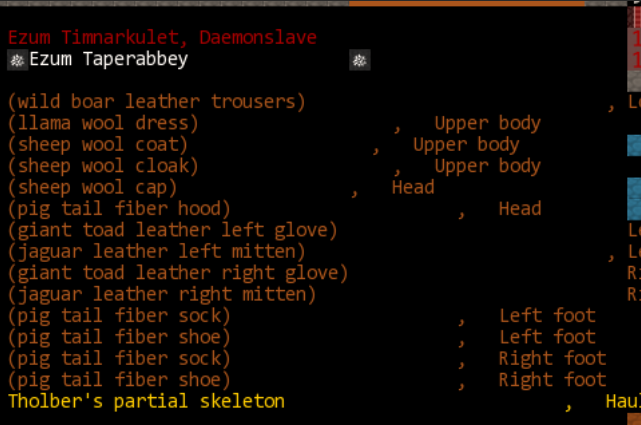 Ezum Timnarkulet, Daemonslave
Ezum Taperabbey
(wild boar leather trousers) ,
(llama wool dress) , Upper body
(sheep wool coat) , Upper body
(sheep wool cloak) , Upper body
(sheep wool cap) , Head
(pig tail fiber hood) , Head
(giant toad leather left glove)
(jaguar leather left mitten) ,
(giant toad leather right glove)
(jaguar leather right mitten)
(pig tail fiber sock) , Left foot
(pig tail fiber shoe) , Left foot
(pig tail fiber sock) , Right foot
(pig tail fiber shoe) , Right foot
Tholber's partial skeleton , Haul